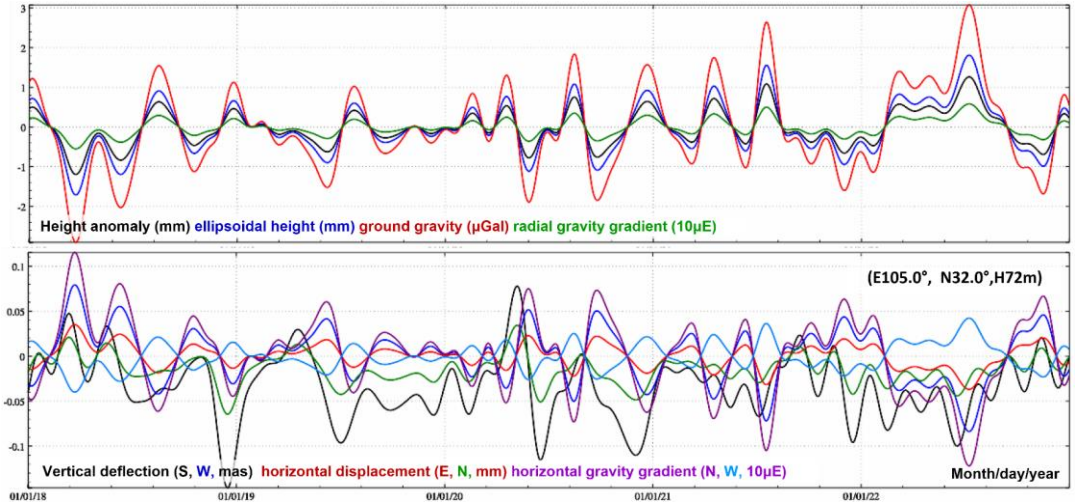 3
2
1
0
-1
-2
Height anomaly (mm) ellipsoidal height (mm) ground gravity (μGal) radial gravity gradient (10μE)
0.1
(E105.0°, N32.0°,H72m)
0.05
0
-0.05
-0.1
Vertical deflection (S, W, mas) horizontal displacement (E, N, mm) horizontal gravity gradient (N, W, 10μE) Month/day/year
01/01/18 01/01/19 01/01/20 01/01/21 01/01/22